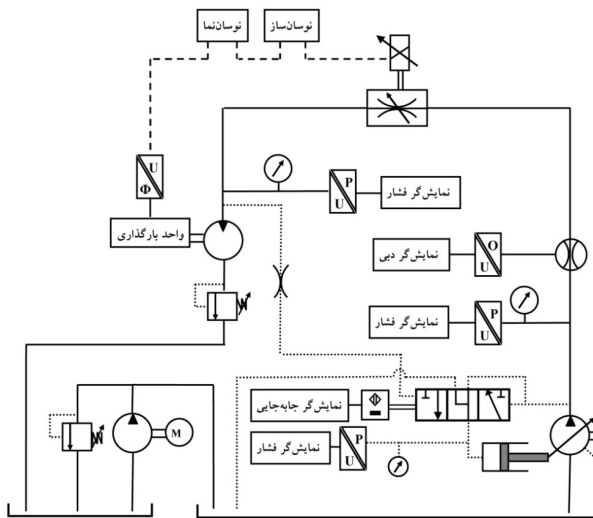 نوسان‌نما
نوسان‌ساز
U
Φ
P
U
نمایش‌گر فشار
واحد بارگذاری
نمایش‌گر دبی
O
U
نمایش‌گر فشار
P
U
نمایش‌گر جابه‌جایی
M
نمایش‌گر فشار
P
U